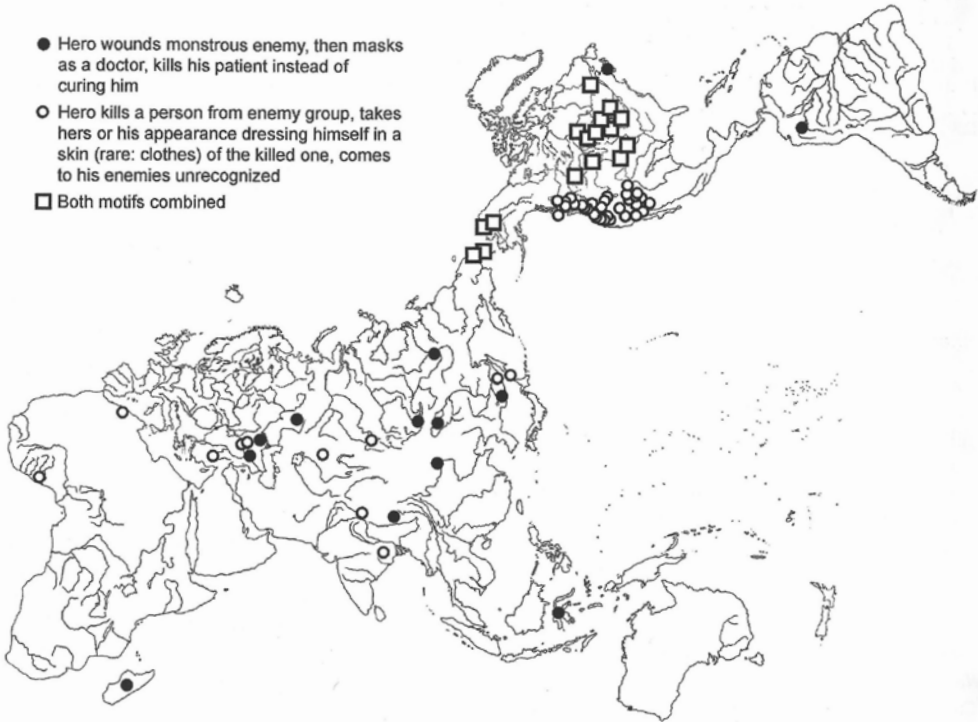 Hero wounds monstrous enemy, then masks
as a doctor, kills his patient instead of
curing him
Hero kills a person from enemy group, takes
hers or his appearance dressing himself in a
skin (rare: clothes) of the killed one, comes
to his enemies unrecognized
Both motifs combined